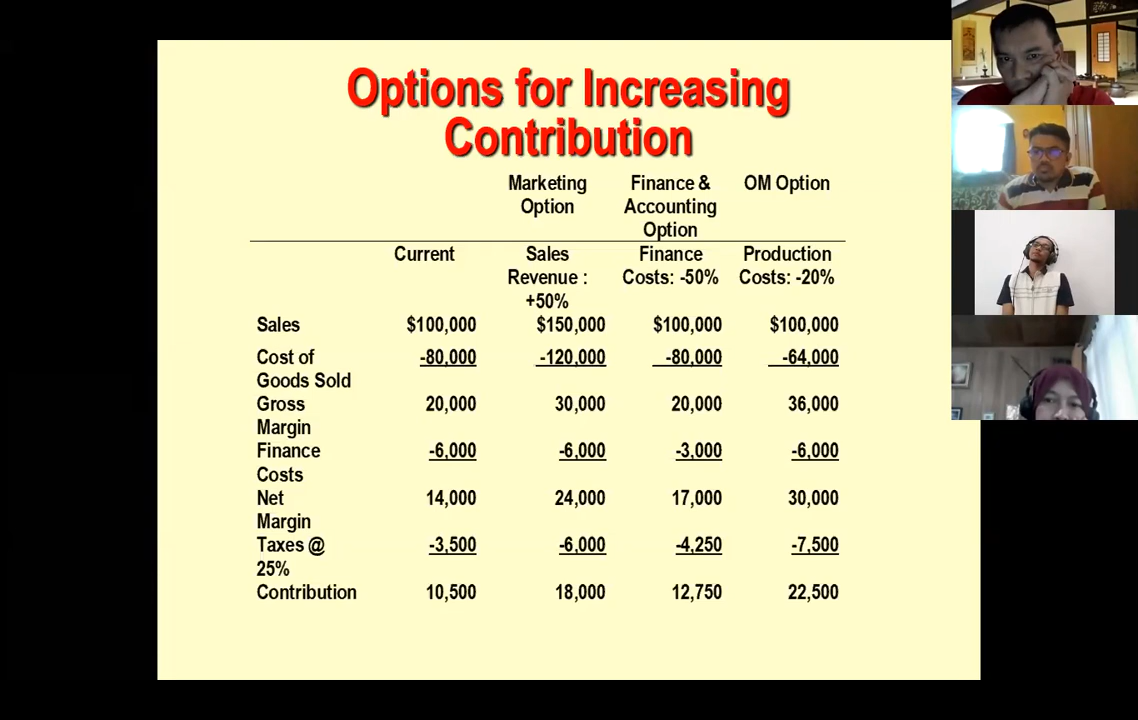 Options for Increasing
Contribution
Marketing Finance & OM Option
Option Accounting
Option
Current Sales Finance Production
Revenue : Costs: -50% Costs: -20%
+50%
Sales $100,000 $150,000 $100,000 $100,000
Cost of -80,000 -120,000 -80,000 -64,000
Goods Sold
Gross 20,000 30,000 20,000 36,000
Margin
Finance -6,000 -6,000 -3,000 -6,000
Costs
Net 14,000 24,000 17,000 30,000
Margin
Taxes @ -3,500 -6,000 -4,250 -7,500
25%
Contribution 10,500 18,000 12,750 22,500